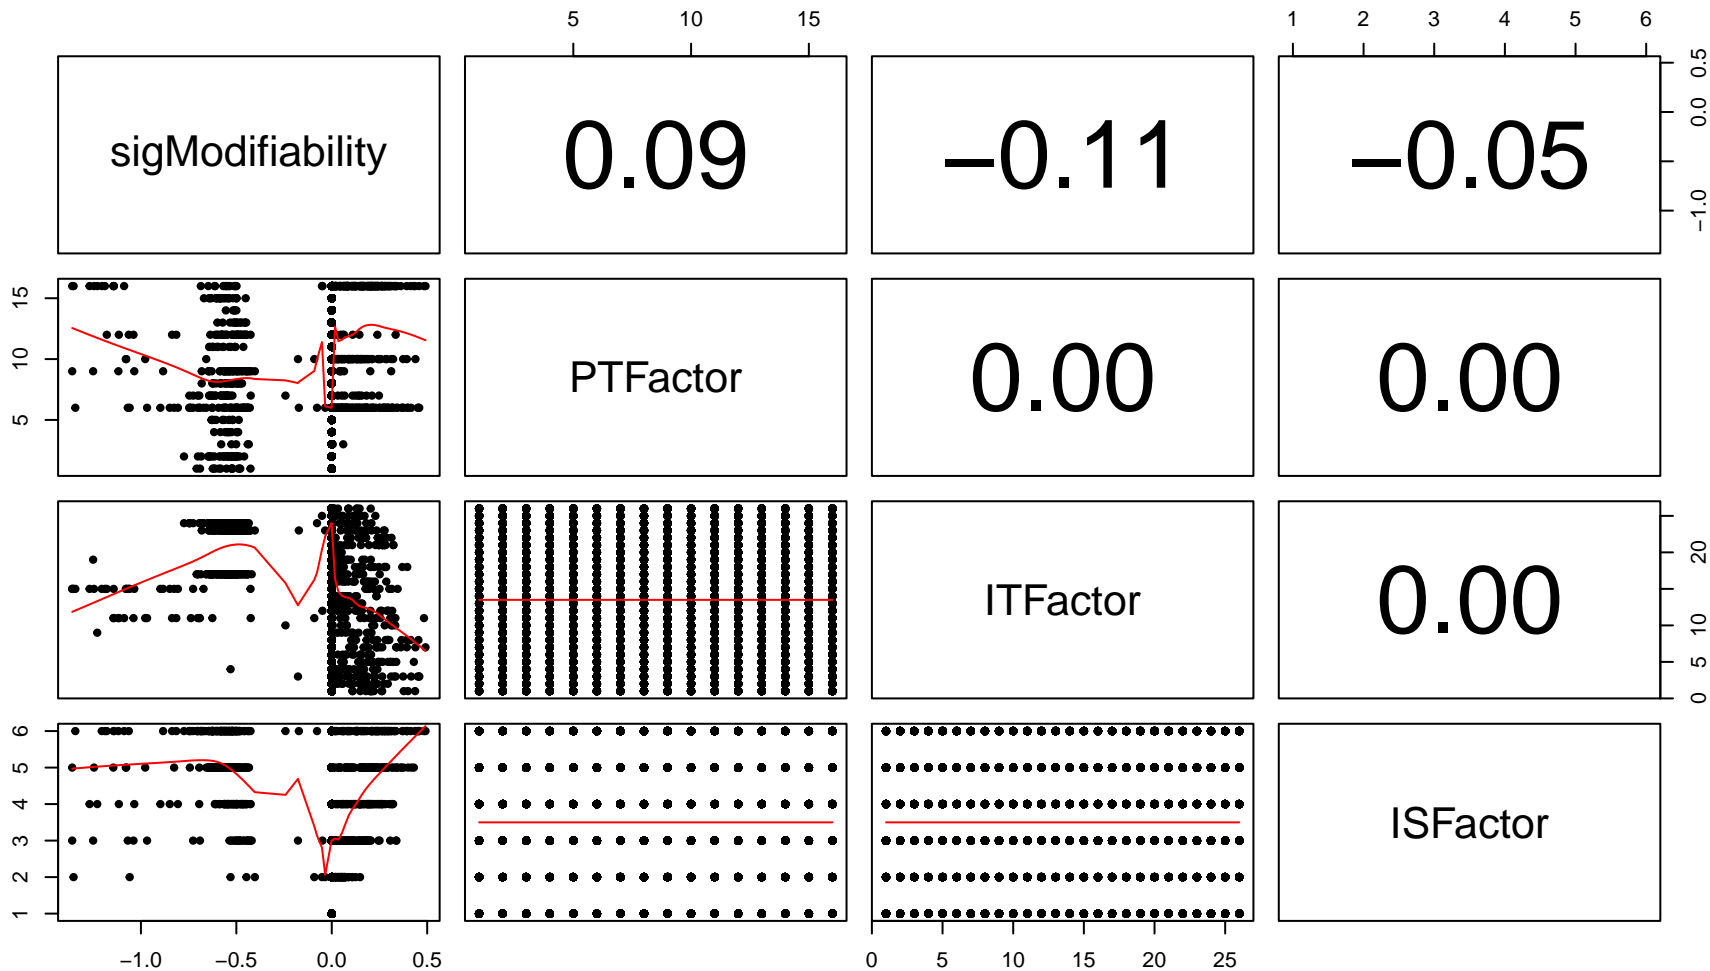 5 10 15 1 2 3 4 5 6
sigModifiability 0.09 −0.11 −0.05 −1.0 0.0 0.5
5 10 15 PTFactor 0.00 0.00
ITFactor 0.00 0 5 10 20
1 2 3 4 5 6 ISFactor
−1.0 −0.5 0.0 0.5 0 5 10 15 20 25